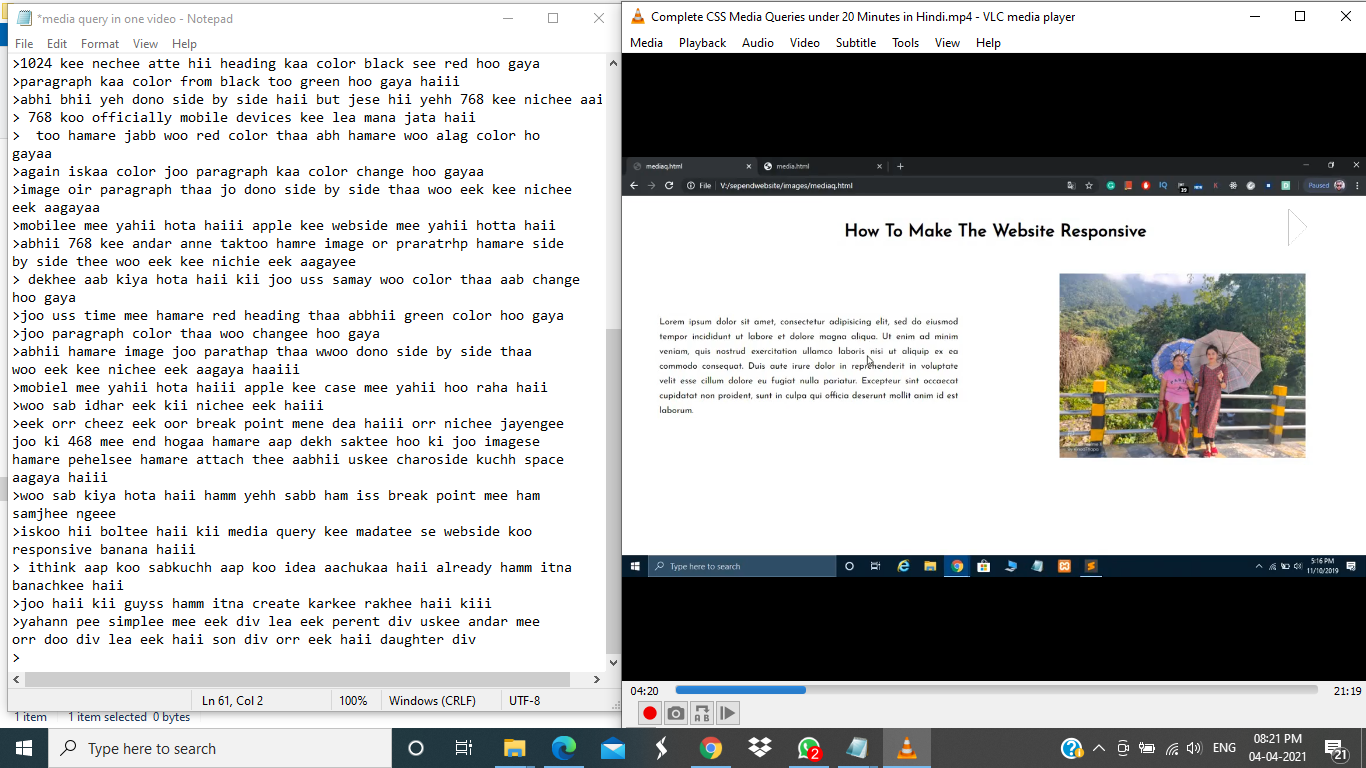 *media query in one video - Notepad
File Edit Format View Help
>1024 kee nechee atte hii heading kaa color black see red hoo gaya
>paragraph kaa color from black too green hoo gaya haiii
>abhi bhii yeh dono side by side haii but jese hii yehh 768 kee nichee aai
> 768 koo officially mobile devices kee lea mana jata haii
>  too hamare jabb woo red color thaa abh hamare woo alag color ho
gayaa
>again iskaa color joo paragraph kaa color change hoo gayaa
>image oir paragraph thaa jo dono side by side thaa woo eek kee nichee
eek aagayaa
>mobilee mee yahii hota haiii apple kee webside mee yahii hotta haii
>abhii 768 kee andar anne taktoo hamre image or praratrhp hamare side
by side thee woo eek kee nichie eek aagayee
> dekhee aab kiya hota haii kii joo uss samay woo color thaa aab change
hoo gaya
>joo uss time mee hamare red heading thaa abbhii green color hoo gaya
>joo paragraph color thaa woo changee hoo gaya
>abhii hamare image joo parathap thaa wwoo dono side by side thaa
woo eek kee nichee eek aagaya haaiii
>mobiel mee yahii hota haiii apple kee case mee yahii hoo raha haii
>woo sab idhar eek kii nichee eek haiii
>eek orr cheez eek oor break point mene dea haiii orr nichee jayengee
joo ki 468 mee end hogaa hamare aap dekh saktee hoo ki joo imagese
hamare pehelsee hamare attach thee aabhii uskee charoside kuchh space
aagaya haiii
>woo sab kiya hota haii hamm yehh sabb ham iss break point mee ham
samjhee ngeee
>iskoo hii boltee haii kii media query kee madatee se webside koo
responsive banana haiii
> ithink aap koo sabkuchh aap koo idea aachukaa haii already hamm itna
banachkee haii
>joo haii kii guyss hamm itna create karkee rakhee haii kiii
>yahann pee simplee mee eek div lea eek perent div uskee andar mee
orr doo div lea eek haii son div orr eek haii daughter div
>
Ln 61, Col 2 100% Windows (CRLF) UTF-8
1 item 1 item selected 0 bytes
Complete CSS Media Queries under 20 Minutes in Hindi.mp4 - VLC media player
Media Playback Audio Video Subtitle Tools View Help
mediaq.html media.html
File V:/sependwebsite/images/mediaq.html Paused
How To Make The Website Responsive
Lorem ipsum dolor sit amet, consectetur adipisicing elit, sed do eiusmod
tempor incididunt ut labore et dolore magna aliqua. Ut enim ad minim
veniam, quis nostrud exercitation ullamco laboris nisi ut aliquip ex ea
commodo consequat. Duis aute irure dolor in reprehenderit in voluptate
velit esse cillum dolore eu fugiat nulla pariatur. Excepteur sint occaecat
cupidatat non proident, sunt in culpa qui officia deserunt mollit anim id est
laborum.
Type here to search
5:16 PM
11/10/2019
04:20 21:19
Type here to search
2
ENG
08:21 PM
04-04-2021
21